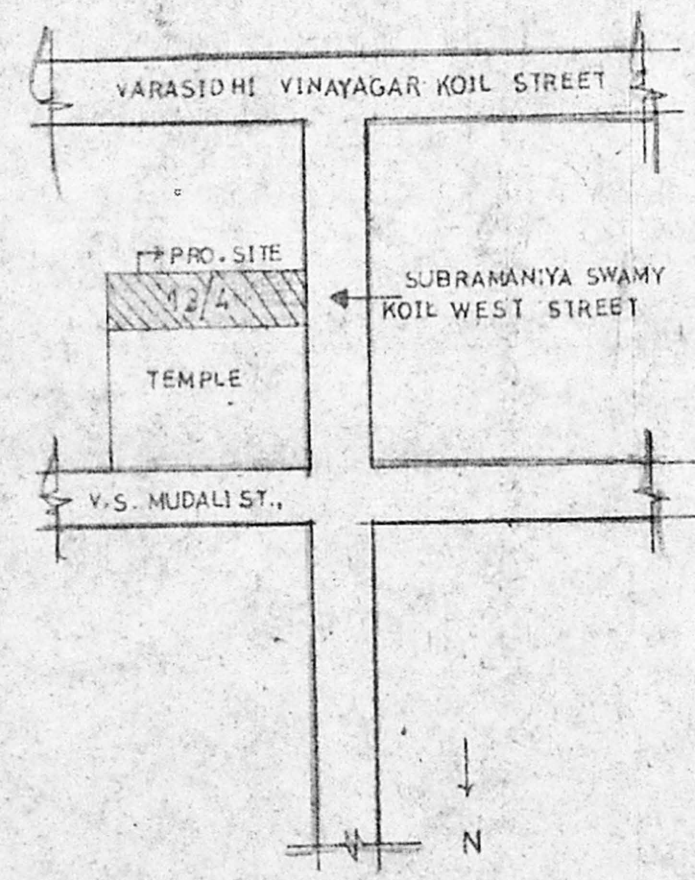 VARASIDHI VINAYAGAR KOIL STREET
PRO. SITE
SUBRAMANIYA SWAMY
KOIL WEST STREET
TEMPLE
V.S. MUDALI ST.,
N